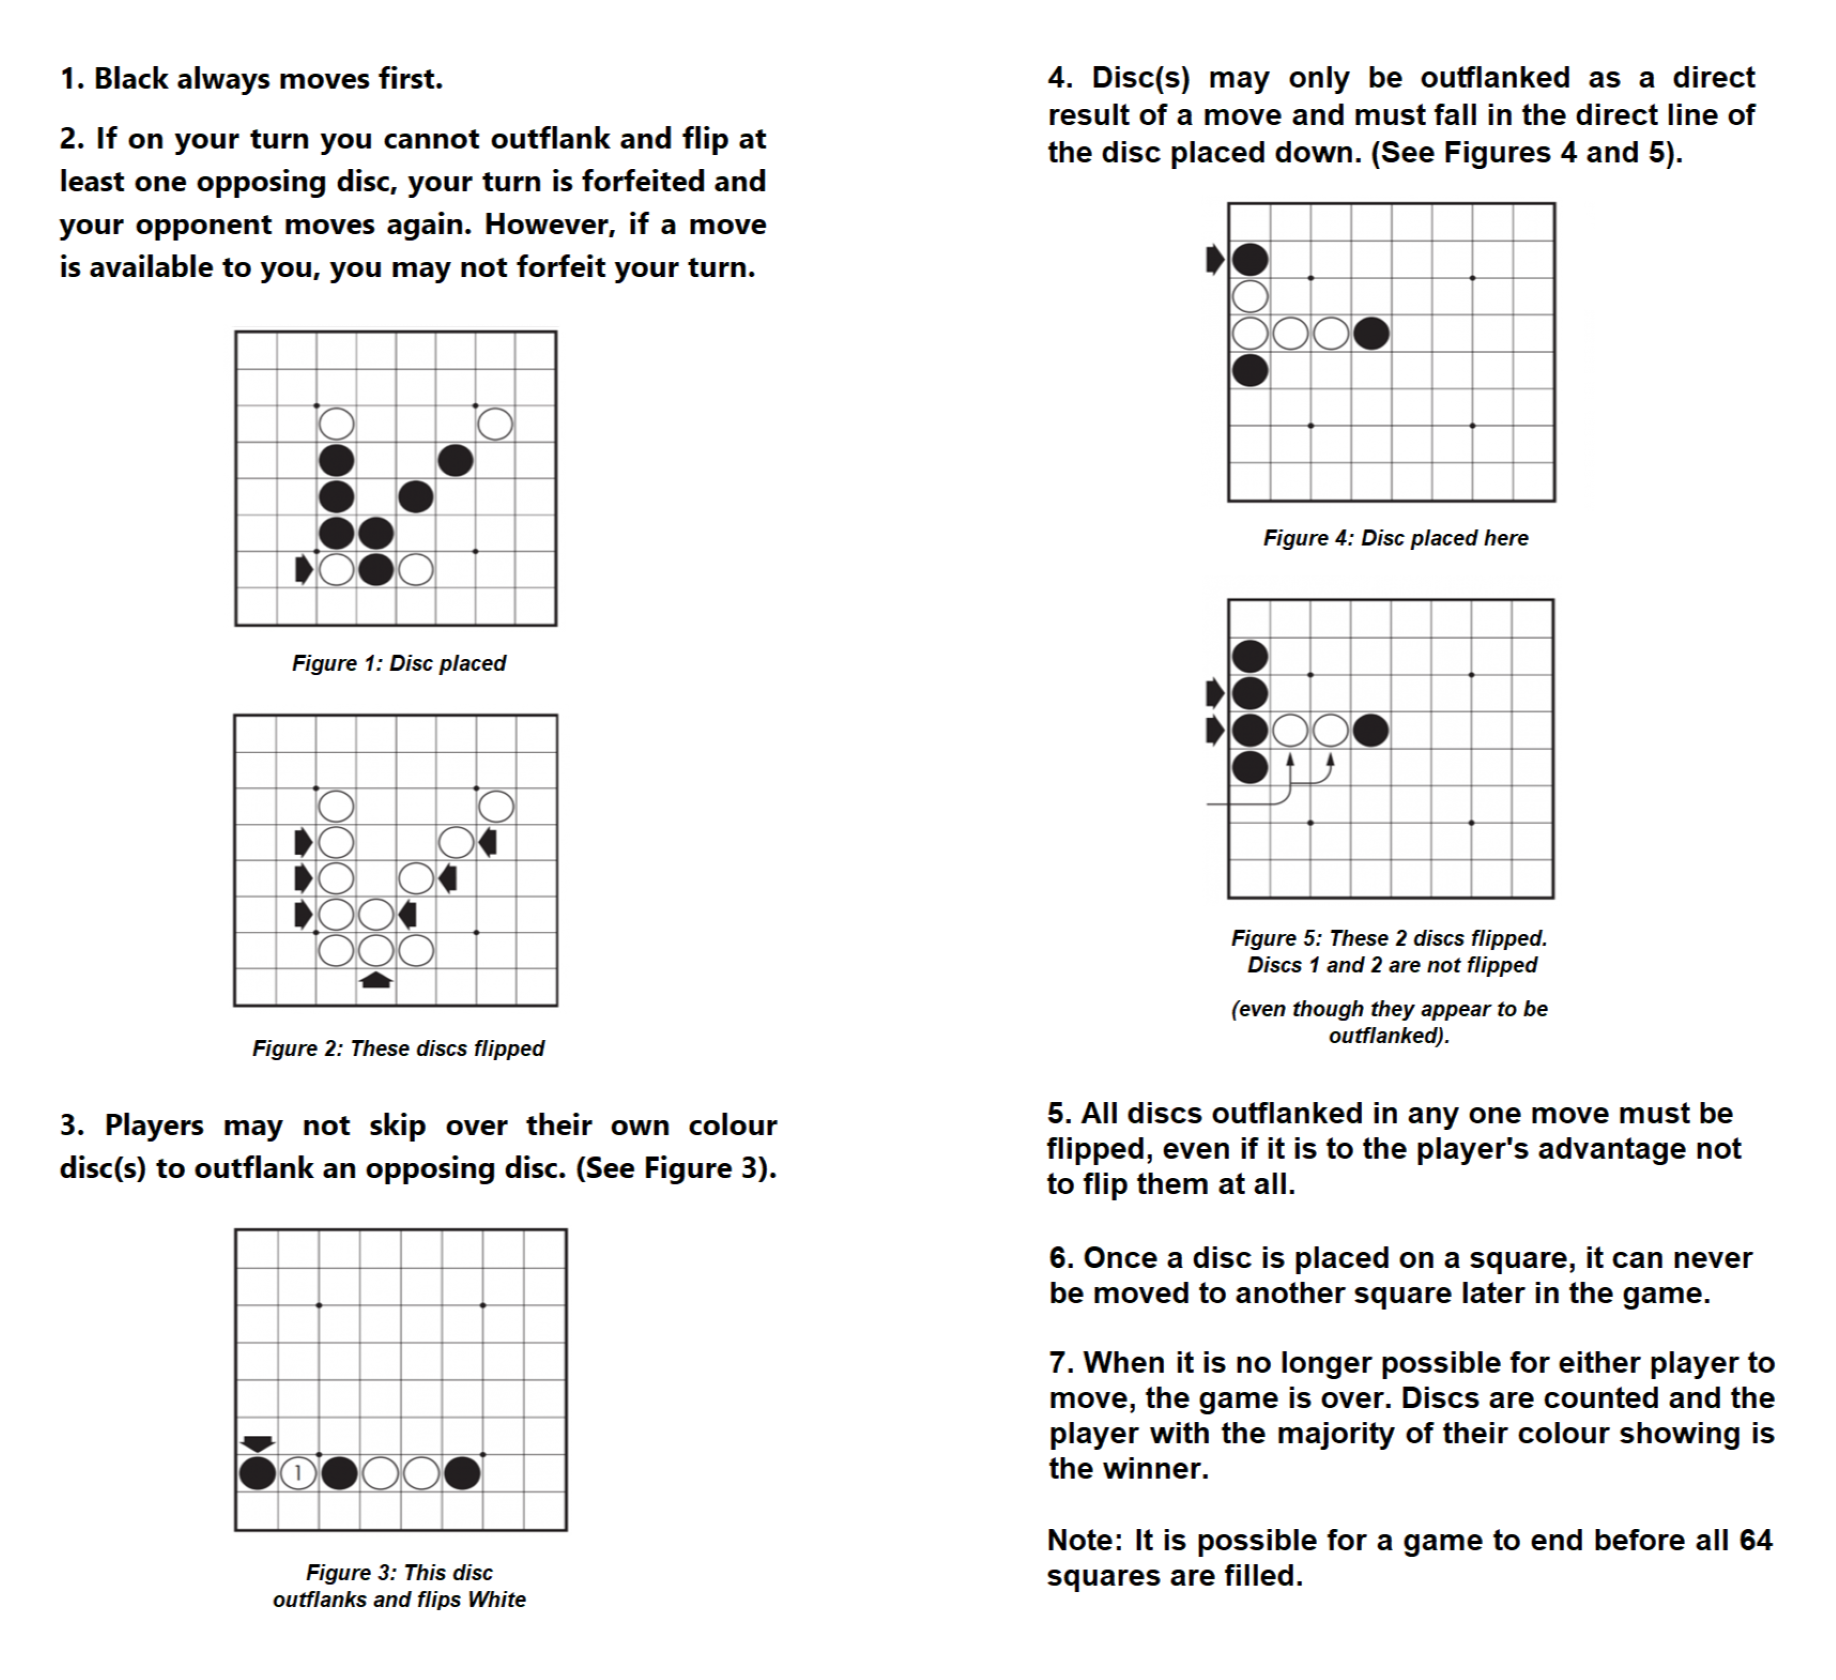 1. Black always moves first.
2. If on your turn you cannot outflank and flip at
least one opposing disc, your turn is forfeited and
your opponent moves again. However, if a move
is available to you, you may not forfeit your turn.
Figure 1: Disc placed
Figure 2: These discs flipped
3. Players may not skip over their own colour
disc(s) to outflank an opposing disc. (See Figure 3).
1
Figure 3: This disc
outflanks and flips White
4. Disc(s) may only be outflanked as a direct
result of a move and must fall in the direct line of
the disc placed down. (See Figures 4 and 5).
Figure 4: Disc placed here
Figure 5: These 2 discs flipped.
Discs 1 and 2 are not flipped
(even though they appear to be
outflanked).
5. All discs outflanked in any one move must be
flipped, even if it is to the player's advantage not
to flip them at all.
6. Once a disc is placed on a square, it can never
be moved to another square later in the game.
7. When it is no longer possible for either player to
move, the game is over. Discs are counted and the
player with the majority of their colour showing is
the winner.
Note: It is possible for a game to end before all 64
squares are filled.